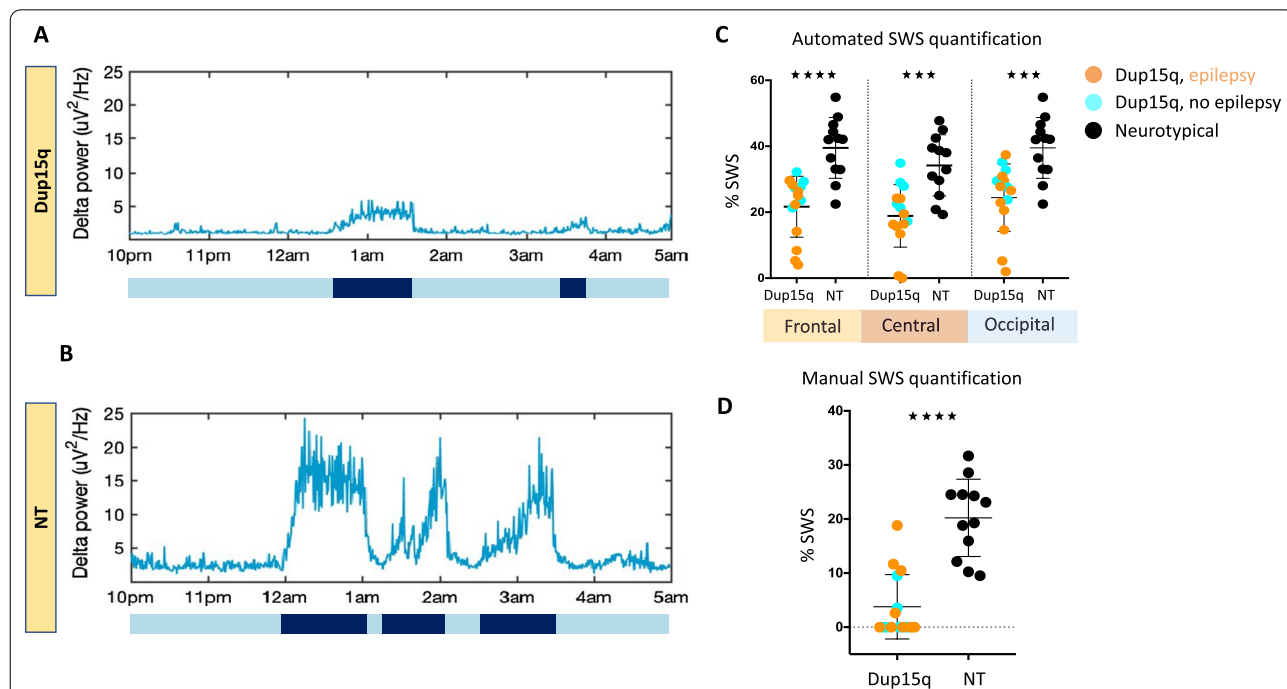 A
Dup15q
Delta power (uV²/Hz)
25
20
15
10
5
10pm 11pm 12am 1am 2am 3am 4am 5am
B
NT
Delta power (uV²/Hz)
25
20
15
10
5
10pm 11pm 12am 1am 2am 3am 4am 5am
C
Automated SWS quantification
★★★★ ★★★ ★★★
% SWS
60
40
20
0
Dup15q NT Dup15q NT Dup15q NT
Frontal Central Occipital
Dup15q, epilepsy
Dup15q, no epilepsy
Neurotypical
Manual SWS quantification
D
★★★★
% SWS
40
30
20
10
0
Dup15q NT